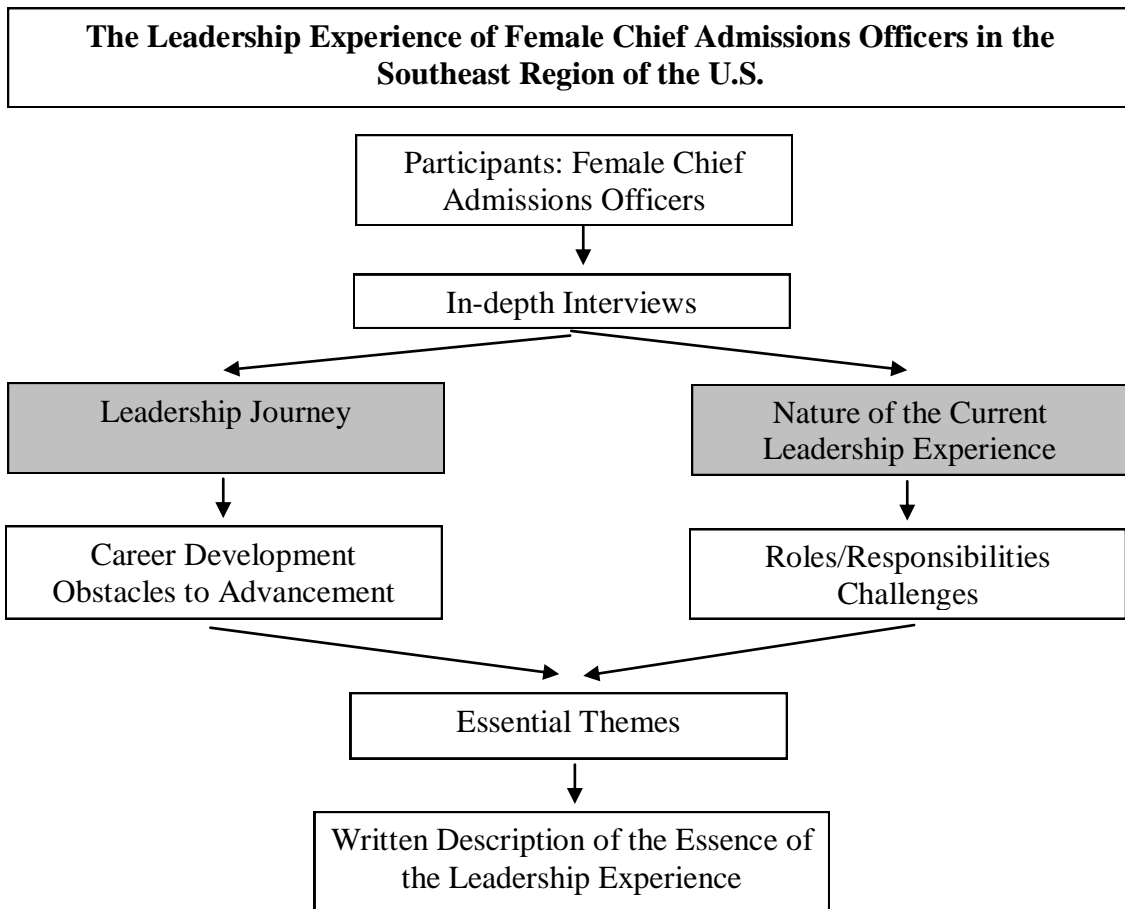 The Leadership Experience of Female Chief Admissions Officers in the
Southeast Region of the U.S.
Participants: Female Chief
Admissions Officers
In-depth Interviews
Leadership Journey
Nature of the Current
Leadership Experience
Career Development
Obstacles to Advancement
Roles/Responsibilities
Challenges
Essential Themes
Written Description of the Essence of
the Leadership Experience